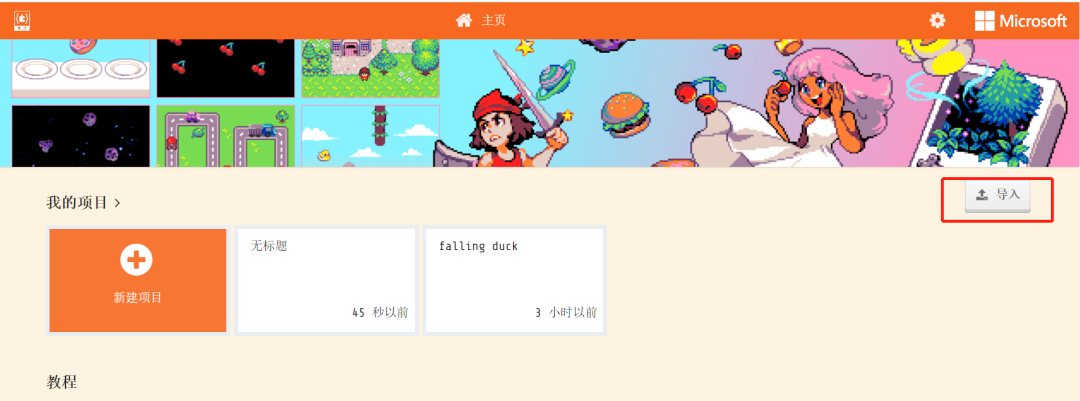 主页
Microsoft
我的项目 >
导入
新建项目
无标题
45 秒以前
falling duck
3 小时以前
教程